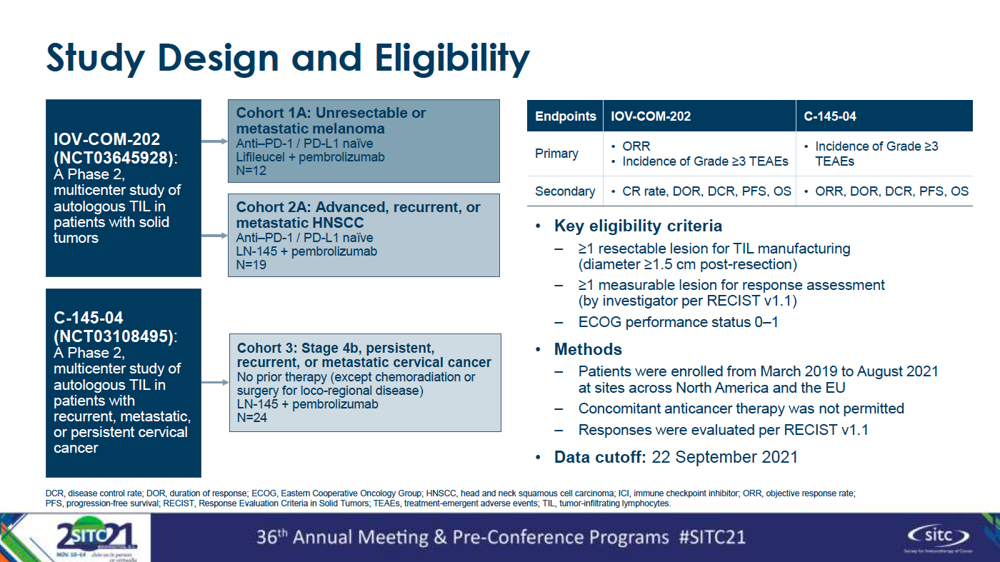 Study Design and Eligibility
IOV-COM-202
(NCT03645928):
A Phase 2,
multicenter study of
autologous TIL in
patients with solid
tumors
Cohort 1A: Unresectable or
metastatic melanoma
Anti–PD-1 / PD-L1 naïve
Lifileucel + pembrolizumab
N=12
Cohort 2A: Advanced, recurrent, or
metastatic HNSCC
Anti–PD-1 / PD-L1 naïve
LN-145 + pembrolizumab
N=19
C-145-04
(NCT03108495):
A Phase 2,
multicenter study of
autologous TIL in
patients with
recurrent, metastatic,
or persistent cervical
cancer
Cohort 3: Stage 4b, persistent,
recurrent, or metastatic cervical cancer
No prior therapy (except chemoradiation or
surgery for loco-regional disease)
LN-145 + pembrolizumab
N=24
Endpoints IOV-COM-202 C-145-04
Primary • ORR • Incidence of Grade ≥3 TEAEs • Incidence of Grade ≥3 TEAEs
Secondary • CR rate, DOR, DCR, PFS, OS • ORR, DOR, DCR, PFS, OS
• Key eligibility criteria
– ≥1 resectable lesion for TIL manufacturing
(diameter ≥1.5 cm post-resection)
– ≥1 measurable lesion for response assessment
(by investigator per RECIST v1.1)
– ECOG performance status 0–1
• Methods
– Patients were enrolled from March 2019 to August 2021
at sites across North America and the EU
– Concomitant anticancer therapy was not permitted
– Responses were evaluated per RECIST v1.1
• Data cutoff: 22 September 2021
DCR, disease control rate; DOR, duration of response; ECOG, Eastern Cooperative Oncology Group; HNSCC, head and neck squamous cell carcinoma; ICI, immune checkpoint inhibitor; ORR, objective response rate;
PFS, progression-free survival; RECIST, Response Evaluation Criteria in Solid Tumors; TEAEs, treatment-emergent adverse events; TIL, tumor-infiltrating lymphocytes.
2SITC21
WASHINGTON, D.C.
NOV. 10–14 Join us in person
or virtually
36th Annual Meeting & Pre-Conference Programs #SITC21
sitc
Society for Immunotherapy of Cancer